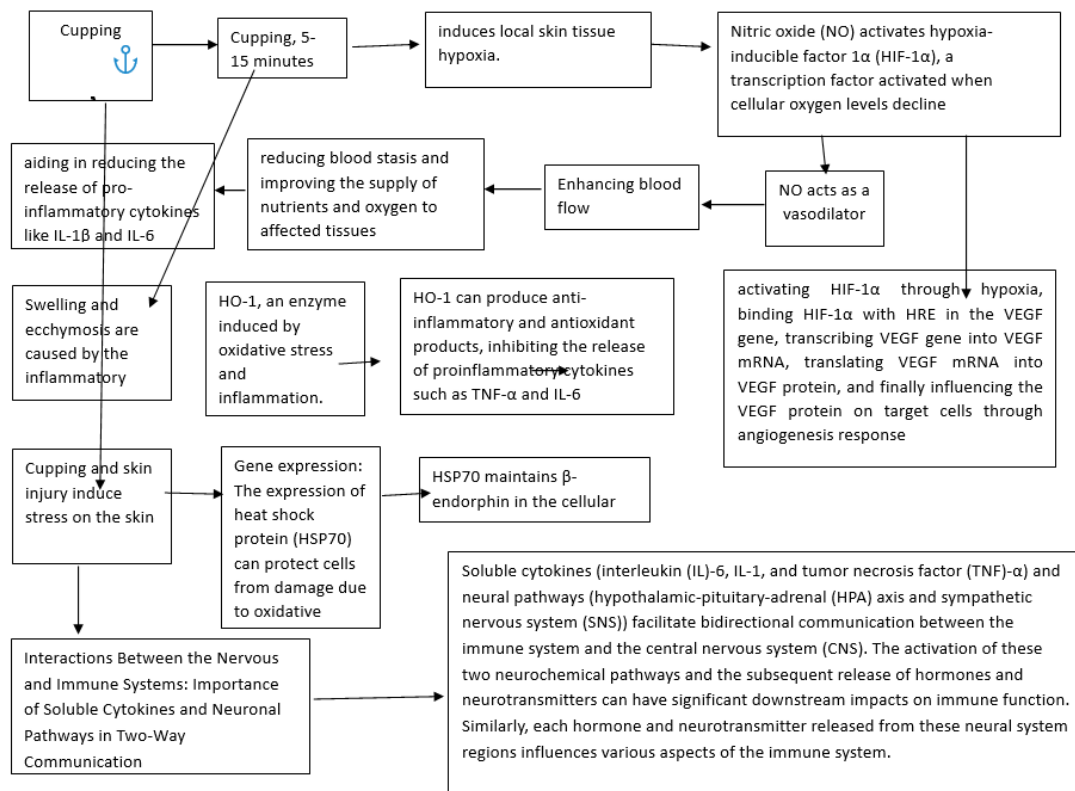 Cupping
Cupping, 5-
15 minutes
induces local skin tissue
hypoxia.
Nitric oxide (NO) activates hypoxia-
inducible factor 1α (HIF-1α), a
transcription factor activated when
cellular oxygen levels decline
aiding in reducing the
release of pro-
inflammatory cytokines
like IL-1β and IL-6
reducing blood stasis and
improving the supply of
nutrients and oxygen to
affected tissues
Enhancing blood
flow
NO acts as a
vasodilator
Swelling and
ecchymosis are
caused by the
inflammatory
HO-1, an enzyme
induced by
oxidative stress
and
inflammation.
HO-1 can produce anti-
inflammatory and antioxidant
products, inhibiting the release
of proinflammatory cytokines
such as TNF-α and IL-6
activating HIF-1α through hypoxia,
binding HIF-1α with HRE in the VEGF
gene, transcribing VEGF gene into VEGF
mRNA, translating VEGF mRNA into
VEGF protein, and finally influencing the
VEGF protein on target cells through
angiogenesis response
Cupping and skin
injury induce
stress on the skin
Gene expression:
The expression of
heat shock
protein (HSP70)
can protect cells
from damage due
to oxidative
HSP70 maintains β-
endorphin in the cellular
Interactions Between the Nervous
and Immune Systems: Importance
of Soluble Cytokines and Neuronal
Pathways in Two-Way
Communication
Soluble cytokines (interleukin (IL)-6, IL-1, and tumor necrosis factor (TNF)-α) and
neural pathways (hypothalamic-pituitary-adrenal (HPA) axis and sympathetic
nervous system (SNS)) facilitate bidirectional communication between the
immune system and the central nervous system (CNS). The activation of these
two neurochemical pathways and the subsequent release of hormones and
neurotransmitters can have significant downstream impacts on immune function.
Similarly, each hormone and neurotransmitter released from these neural system
regions influences various aspects of the immune system.